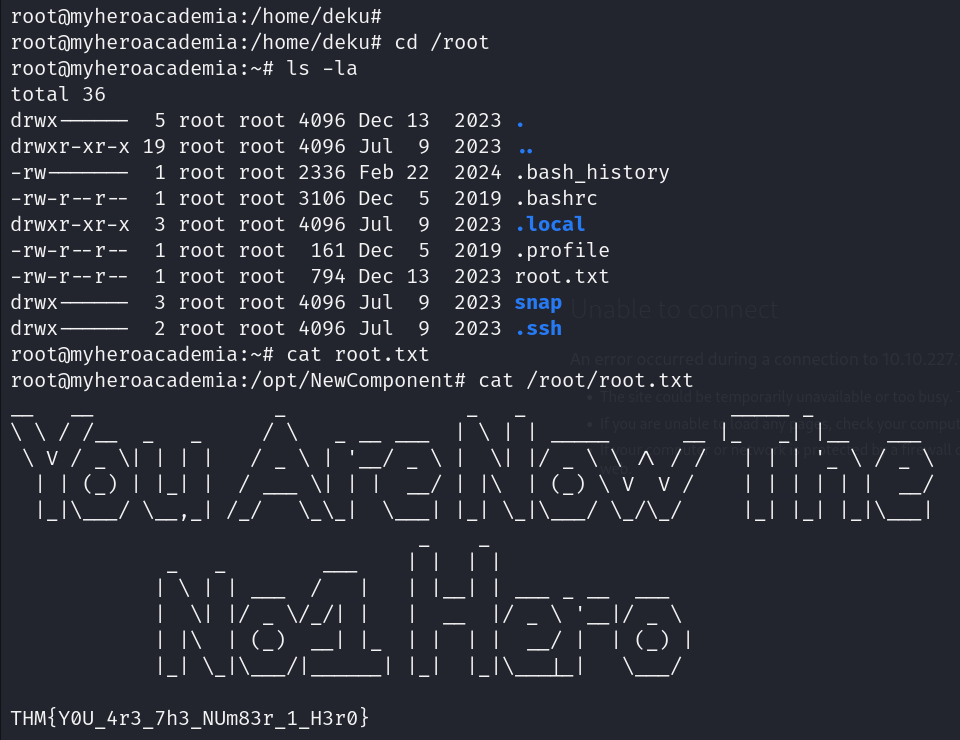 root@myheroacademia:/home/deku#
root@myheroacademia:/home/deku# cd /root
root@myheroacademia:~# ls -la
total 36
drwx------  5 root root 4096 Dec 13  2023 .
drwxr-xr-x 19 root root 4096 Jul  9  2023 ..
-rw-------  1 root root 2336 Feb 22  2024 .bash_history
-rw-r--r--  1 root root 3106 Dec  5  2019 .bashrc
drwxr-xr-x  3 root root 4096 Jul  9  2023 .local
-rw-r--r--  1 root root  161 Dec  5  2019 .profile
-rw-r--r--  1 root root  794 Dec 13  2023 root.txt
drwx------  3 root root 4096 Jul  9  2023 snap
Unable to connect
drwx------  2 root root 4096 Jul  9  2023 .ssh
root@myheroacademia:~# cat root.txt
An error occurred during a connection to 10.10.227.
root@myheroacademia:/opt/NewComponent# cat /root/root.txt
The site could be temporarily unavailable or too busy.
If you are unable to load any pages, check your
You Are Now The
No1 Hero
THM{Y0U_4r3_7h3_NUm83r_1_H3r0}